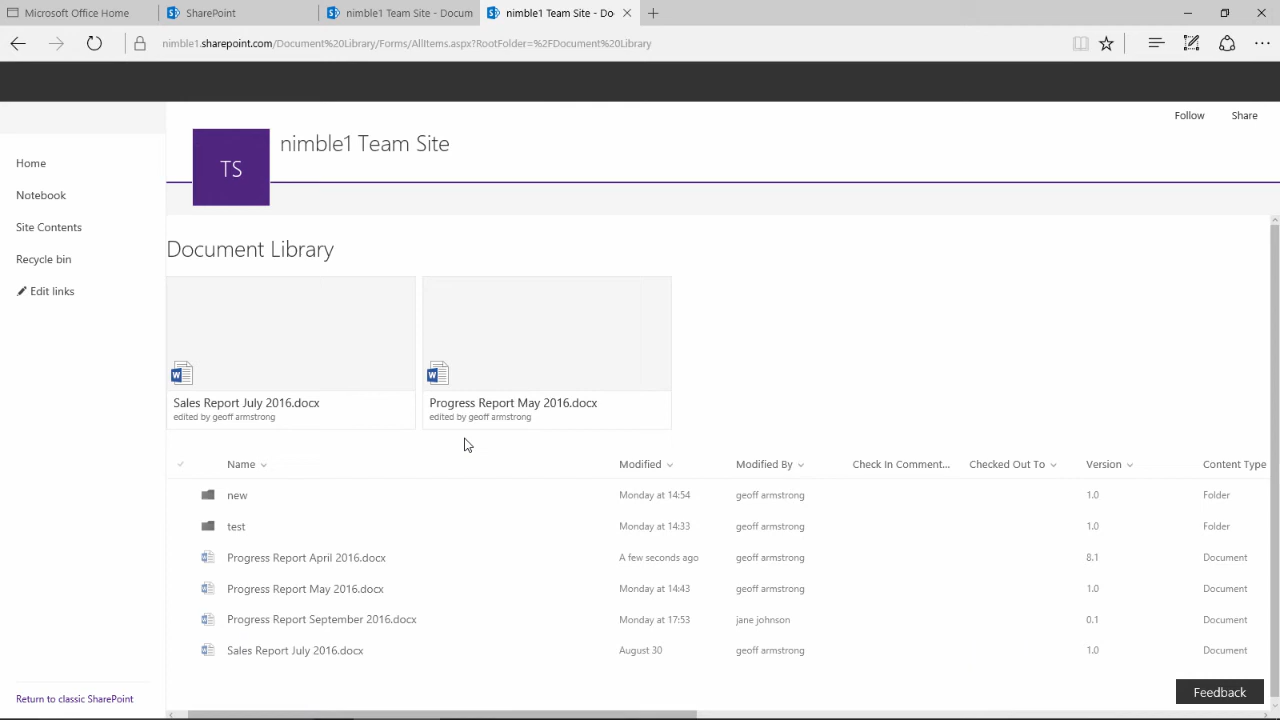 Microsoft Office Home
nimble1 Team Site - Docum
nimble1 Team Site - Do
nimble1.sharepoint.com/Document%20Library/Forms/AllItems.aspx?RootFolder=%2FDocument%20Library
Follow Share
TS
nimble1 Team Site
Home
Notebook
Site Contents
Recycle bin
Edit links
Return to classic SharePoint
Document Library
Sales Report July 2016.docx
edited by geoff armstrong
Progress Report May 2016.docx
edited by geoff armstrong
Name Modified Modified By Check In Comment... Checked Out To Version Content Type
new Monday at 14:54 geoff armstrong 1.0 Folder
test Monday at 14:33 geoff armstrong 1.0 Folder
Progress Report April 2016.docx A few seconds ago geoff armstrong 8.1 Document
Progress Report May 2016.docx Monday at 14:43 geoff armstrong 1.0 Document
Progress Report September 2016.docx Monday at 17:53 jane johnson 0.1 Document
Sales Report July 2016.docx August 30 geoff armstrong 1.0 Document
Feedback